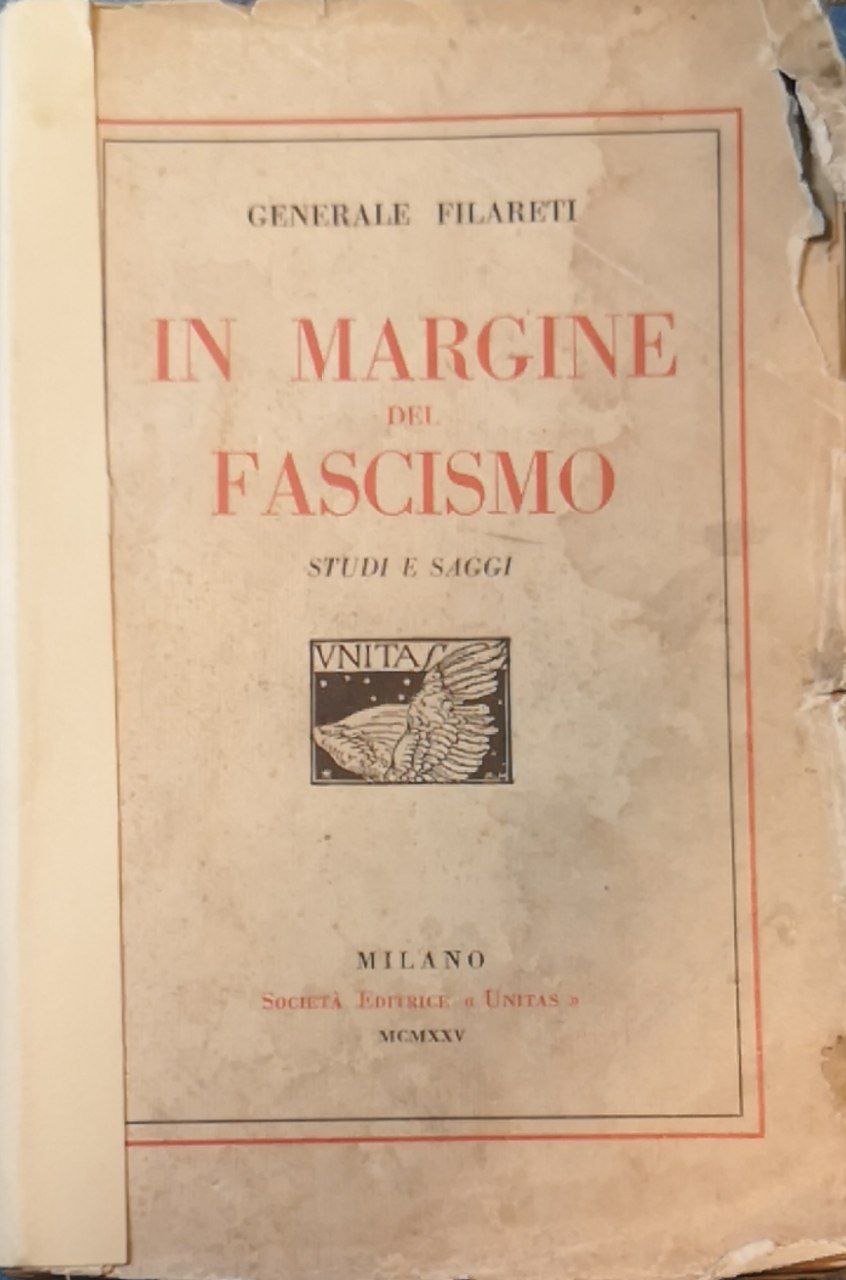 GENERALE FILARETI
IN MARGINE
DEL
FASCISMO
STUDI E SAGGI
VNITAS
MILANO
SOCIETÀ EDITRICE « UNITAS »
MCMXXV